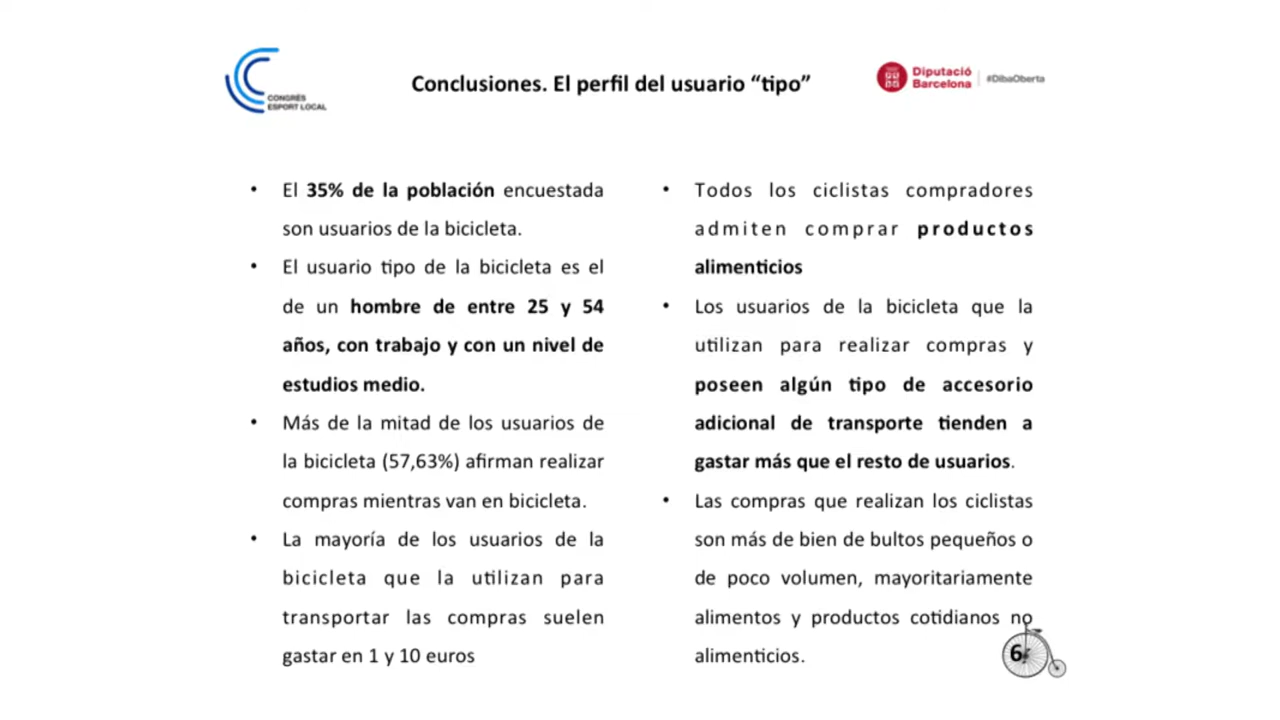 CONGRÉS
ESPORT LOCAL
Conclusiones. El perfil del usuario “tipo”
Diputació
Barcelona
#DibaOberta
• El 35% de la población encuestada
son usuarios de la bicicleta.
• El usuario tipo de la bicicleta es el
de un hombre de entre 25 y 54
años, con trabajo y con un nivel de
estudios medio.
• Más de la mitad de los usuarios de
la bicicleta (57,63%) afirman realizar
compras mientras van en bicicleta.
• La mayoría de los usuarios de la
bicicleta que la utilizan para
transportar las compras suelen
gastar en 1 y 10 euros
• Todos los ciclistas compradores
admiten comprar productos
alimenticios
• Los usuarios de la bicicleta que la
utilizan para realizar compras y
poseen algún tipo de accesorio
adicional de transporte tienden a
gastar más que el resto de usuarios.
• Las compras que realizan los ciclistas
son más de bien de bultos pequeños o
de poco volumen, mayoritariamente
alimentos y productos cotidianos no
alimenticios.
6